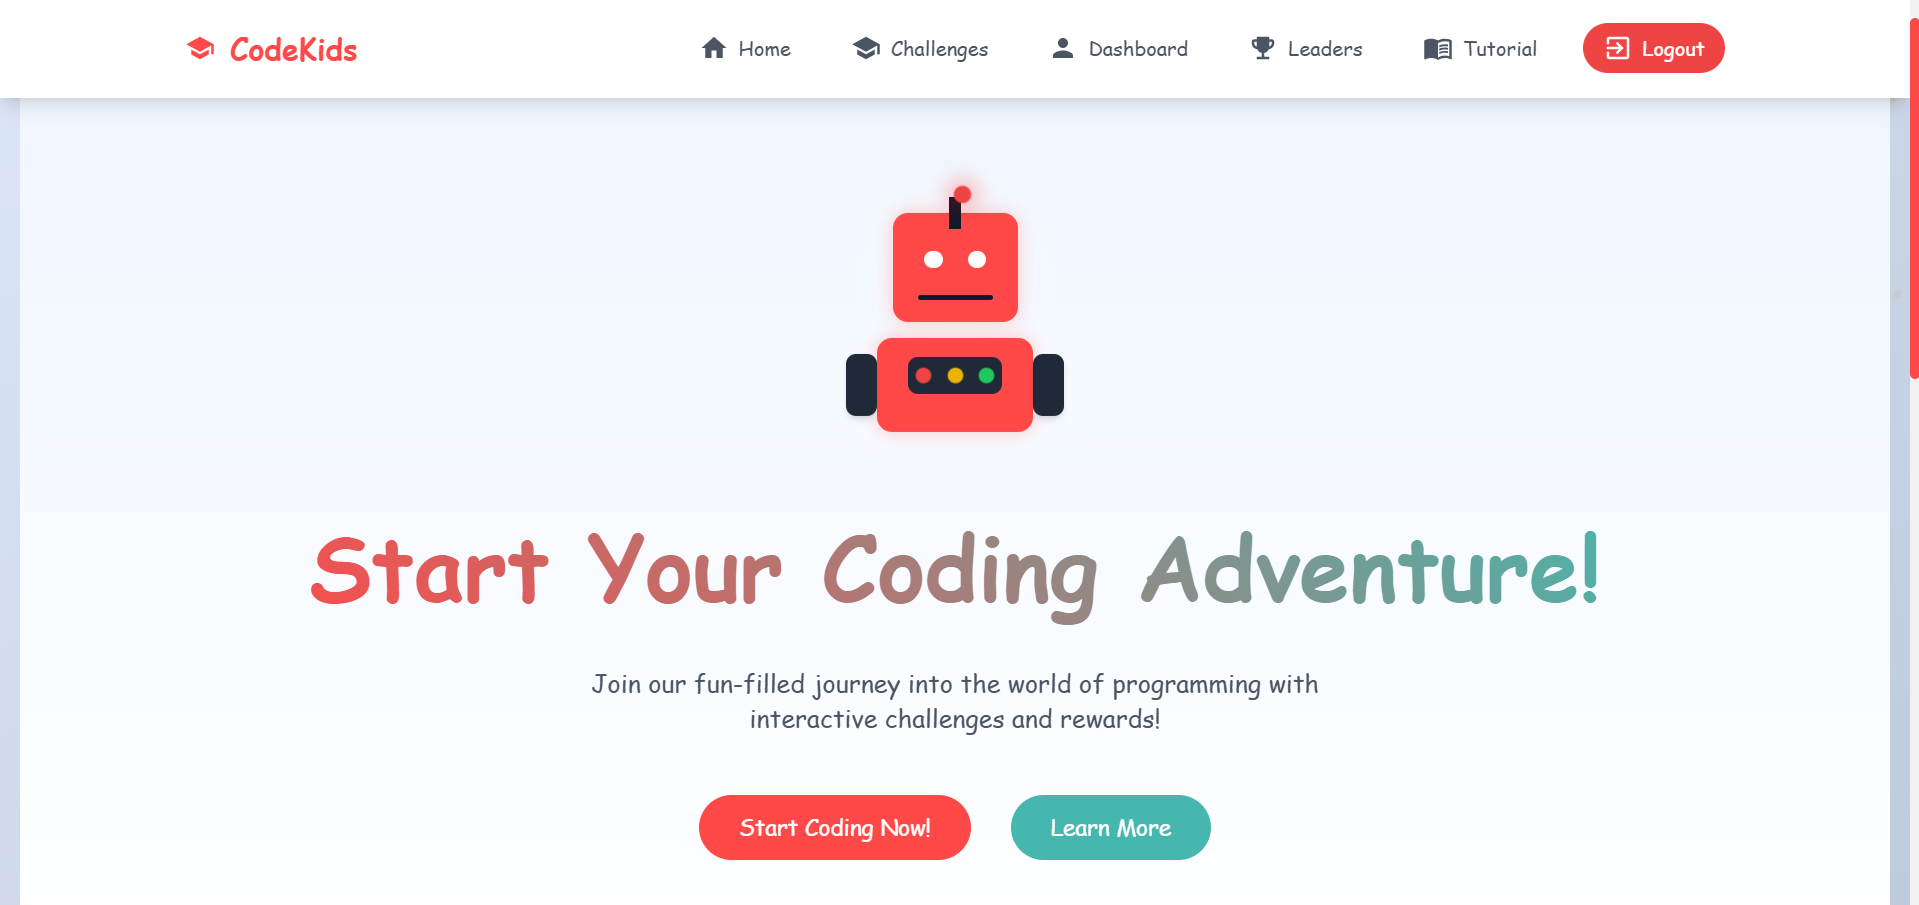 CodeKids
Home
Challenges
Dashboard
Leaders
Tutorial
Logout
Start Your Coding Adventure!
Join our fun-filled journey into the world of programming with
interactive challenges and rewards!
Start Coding Now!
Learn More